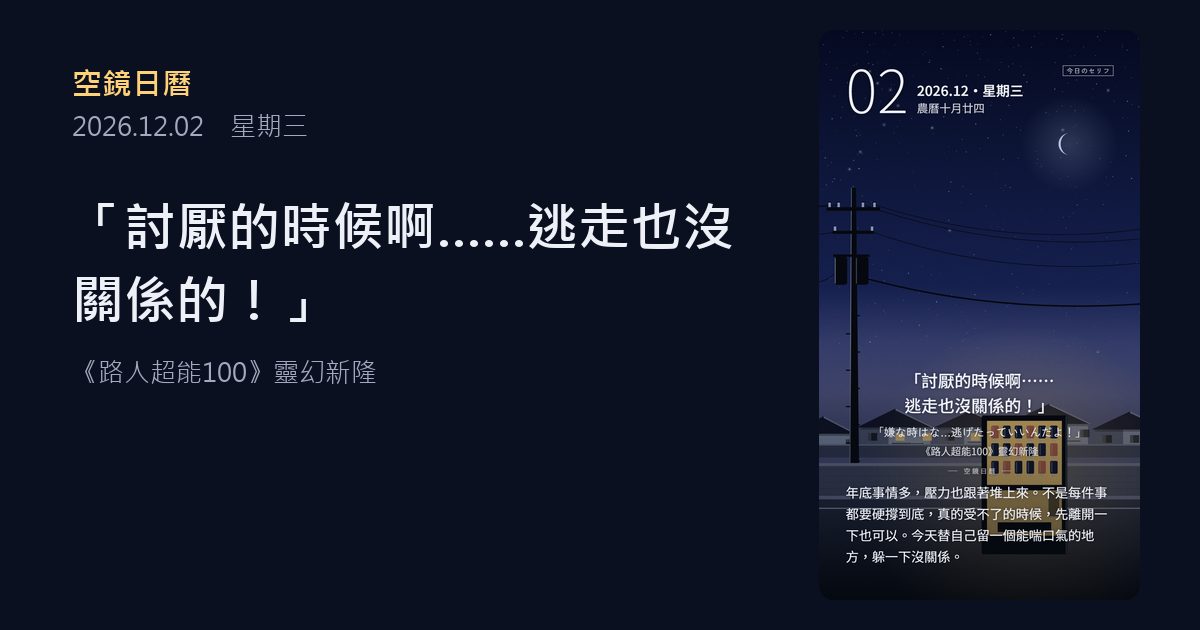 空鏡日曆
2026.12.02 星期三
「討厭的時候啊……逃走也沒
關係的！」
《路人超能100》靈幻新隆
今日のセリフ
02
2026.12・星期三
農曆十月廿四
「討厭的時候啊……
逃走也沒關係的！」
「嫌な時はな…逃げたっていいんだよ！」
《路人超能100》靈幻新隆
— 空鏡日曆 —
年底事情多，壓力也跟著堆上來。不是每件事
都要硬撐到底，真的受不了的時候，先離開一
下也可以。今天替自己留一個能喘口氣的地
方，躲一下沒關係。